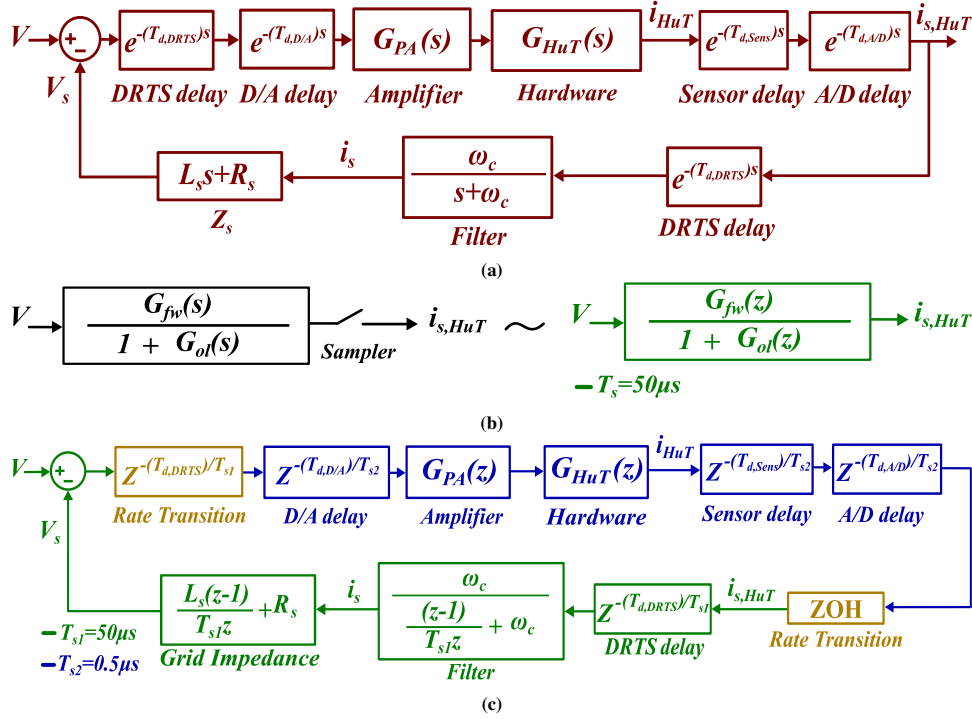 i_HuT
i_s,HuT
V
+
−
e^-(T_d,DRTS)s
e^-(T_d,D/A)s
G_PA(s)
G_HuT(s)
e^-(T_d,Sens)s
e^-(T_d,A/D)s
V_s
DRTS delay
D/A delay
Amplifier
Hardware
Sensor delay
A/D delay
L_s s+R_s
i_s
ω_c
s+ω_c
e^-(T_d,DRTS)s
Z_s
Filter
DRTS delay
(a)
V
G_fw(s)
1 + G_ol(s)
Sampler
i_s,HuT
~
V
G_fw(z)
1 + G_ol(z)
i_s,HuT
T_s=50μs
(b)
i_HuT
V
+
−
Z^-(T_d,DRTS)/T_s1
Z^-(T_d,D/A)/T_s2
G_PA(z)
G_HuT(z)
Z^-(T_d,Sens)/T_s2
Z^-(T_d,A/D)/T_s2
Rate Transition
D/A delay
Amplifier
Hardware
Sensor delay
A/D delay
V_s
L_s(z-1)
T_s1z
+R_s
i_s
ω_c
(z-1)
T_s1z
+ ω_c
Z^-(T_d,DRTS)/T_s1
i_s,HuT
ZOH
T_s1=50μs
T_s2=0.5μs
Grid Impedance
Filter
DRTS delay
Rate Transition
(c)